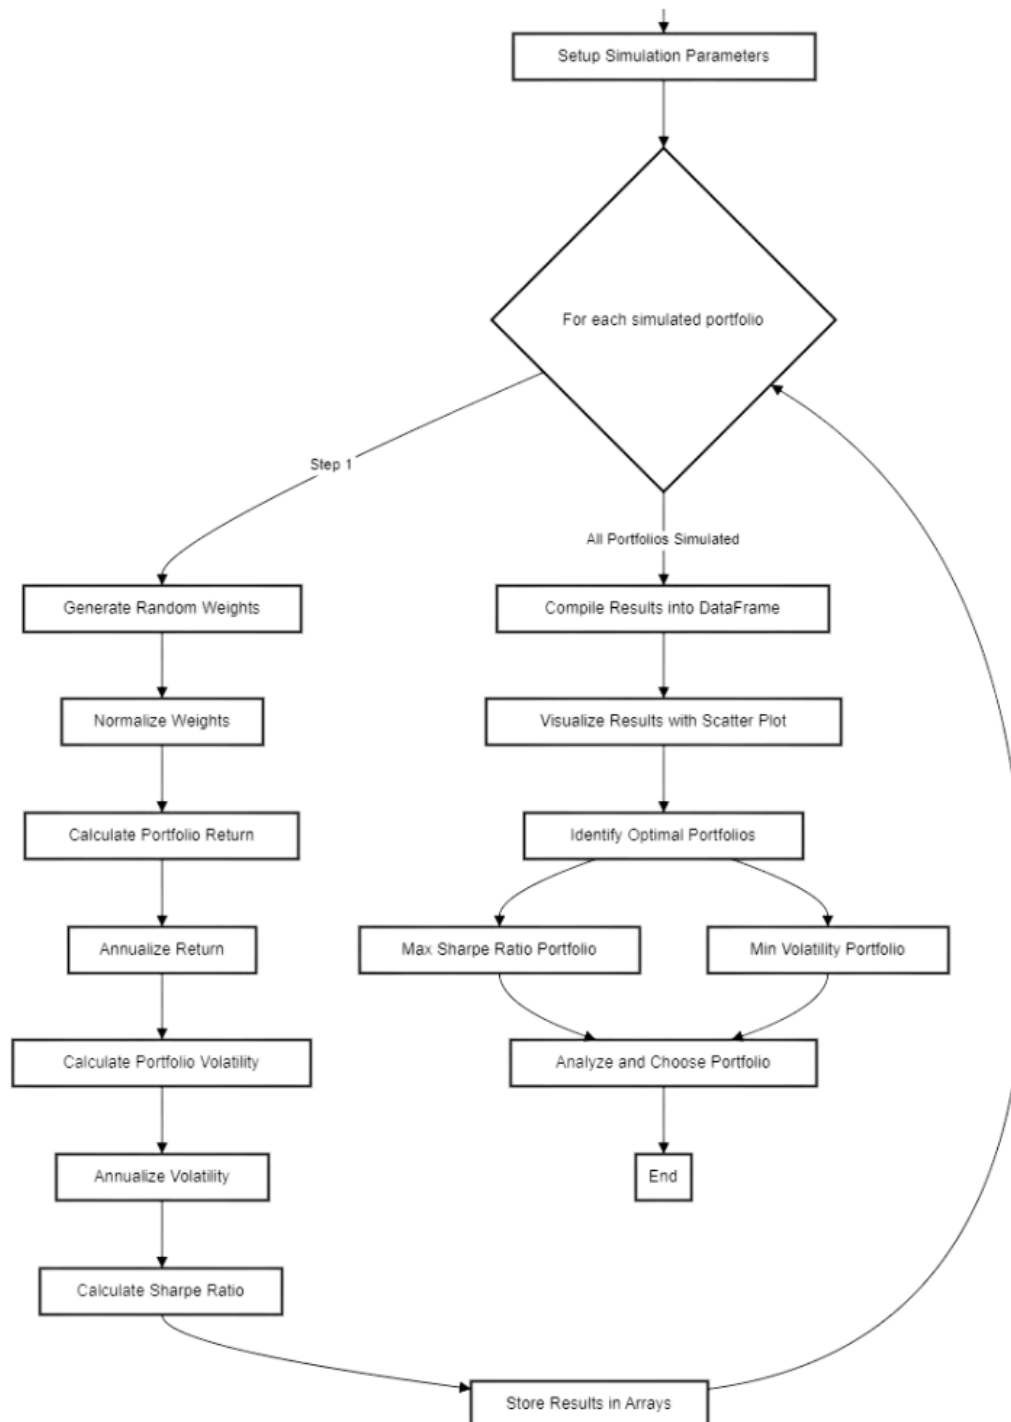 Setup Simulation Parameters
For each simulated portfolio
Step 1
All Portfolios Simulated
Generate Random Weights
Compile Results into DataFrame
Normalize Weights
Visualize Results with Scatter Plot
Calculate Portfolio Return
Identify Optimal Portfolios
Annualize Return
Max Sharpe Ratio Portfolio
Min Volatility Portfolio
Calculate Portfolio Volatility
Analyze and Choose Portfolio
Annualize Volatility
End
Calculate Sharpe Ratio
Store Results in Arrays